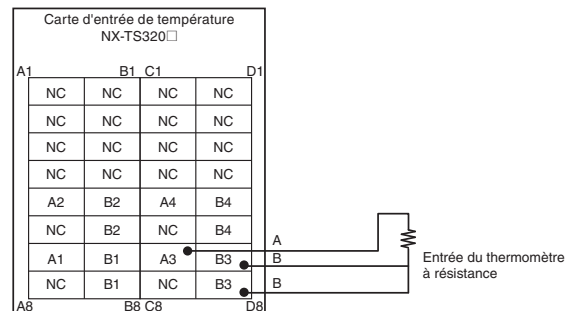 Carte d'entrée de température
NX-TS320□
A1 B1 C1 D1
NC NC NC NC
NC NC NC NC
NC NC NC NC
NC NC NC NC
A2 B2 A4 B4
NC B2 NC B4
A1 B1 A3 B3
NC B1 NC B3
A8 B8 C8 D8
A
B
B
Entrée du thermomètre
à résistance